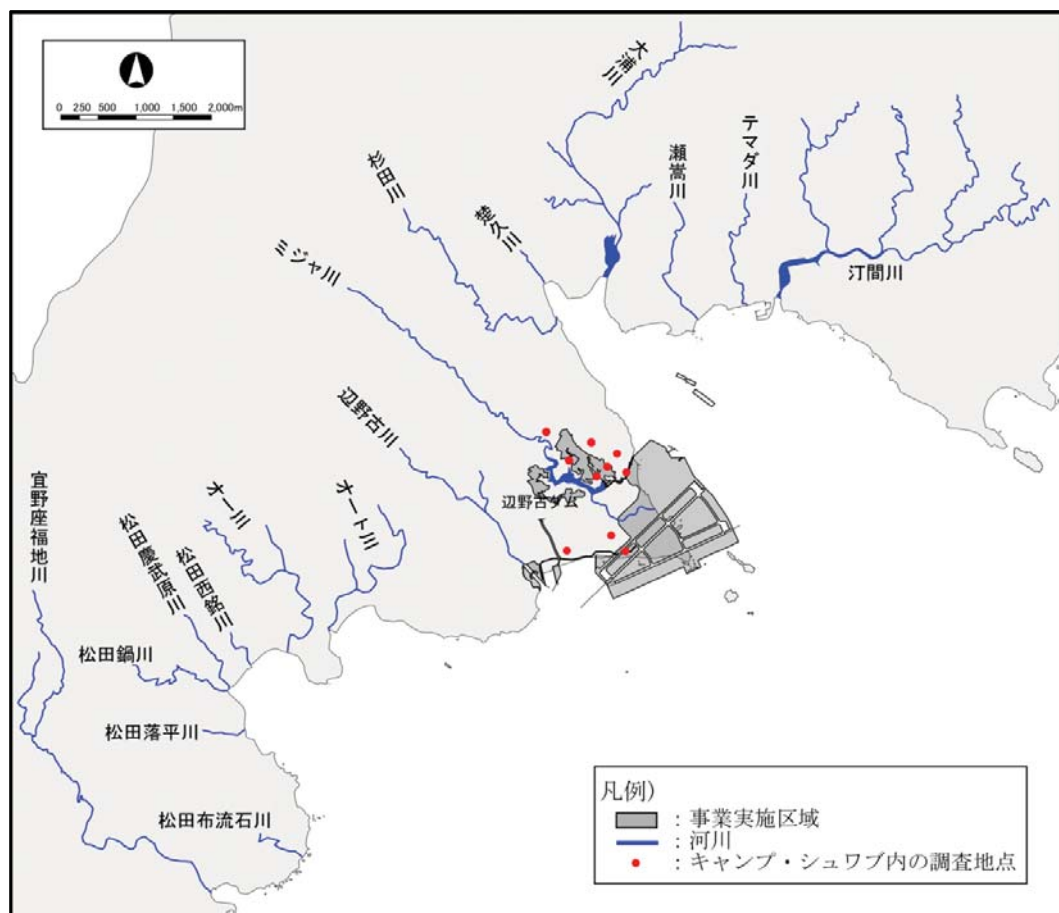 0 250 500 1,000 1,500 2,000m
大浦川
テマダ川
瀬嵩川
杉田川
楚久川
ミジャ川
汀間川
辺野古川
辺野古ダム
宜野座福地川
オー川
オート川
松田慶武原川
松田西銘川
松田鍋川
松田落平川
松田布流石川
凡例)
：事業実施区域
：河川
：キャンプ・シュワブ内の調査地点